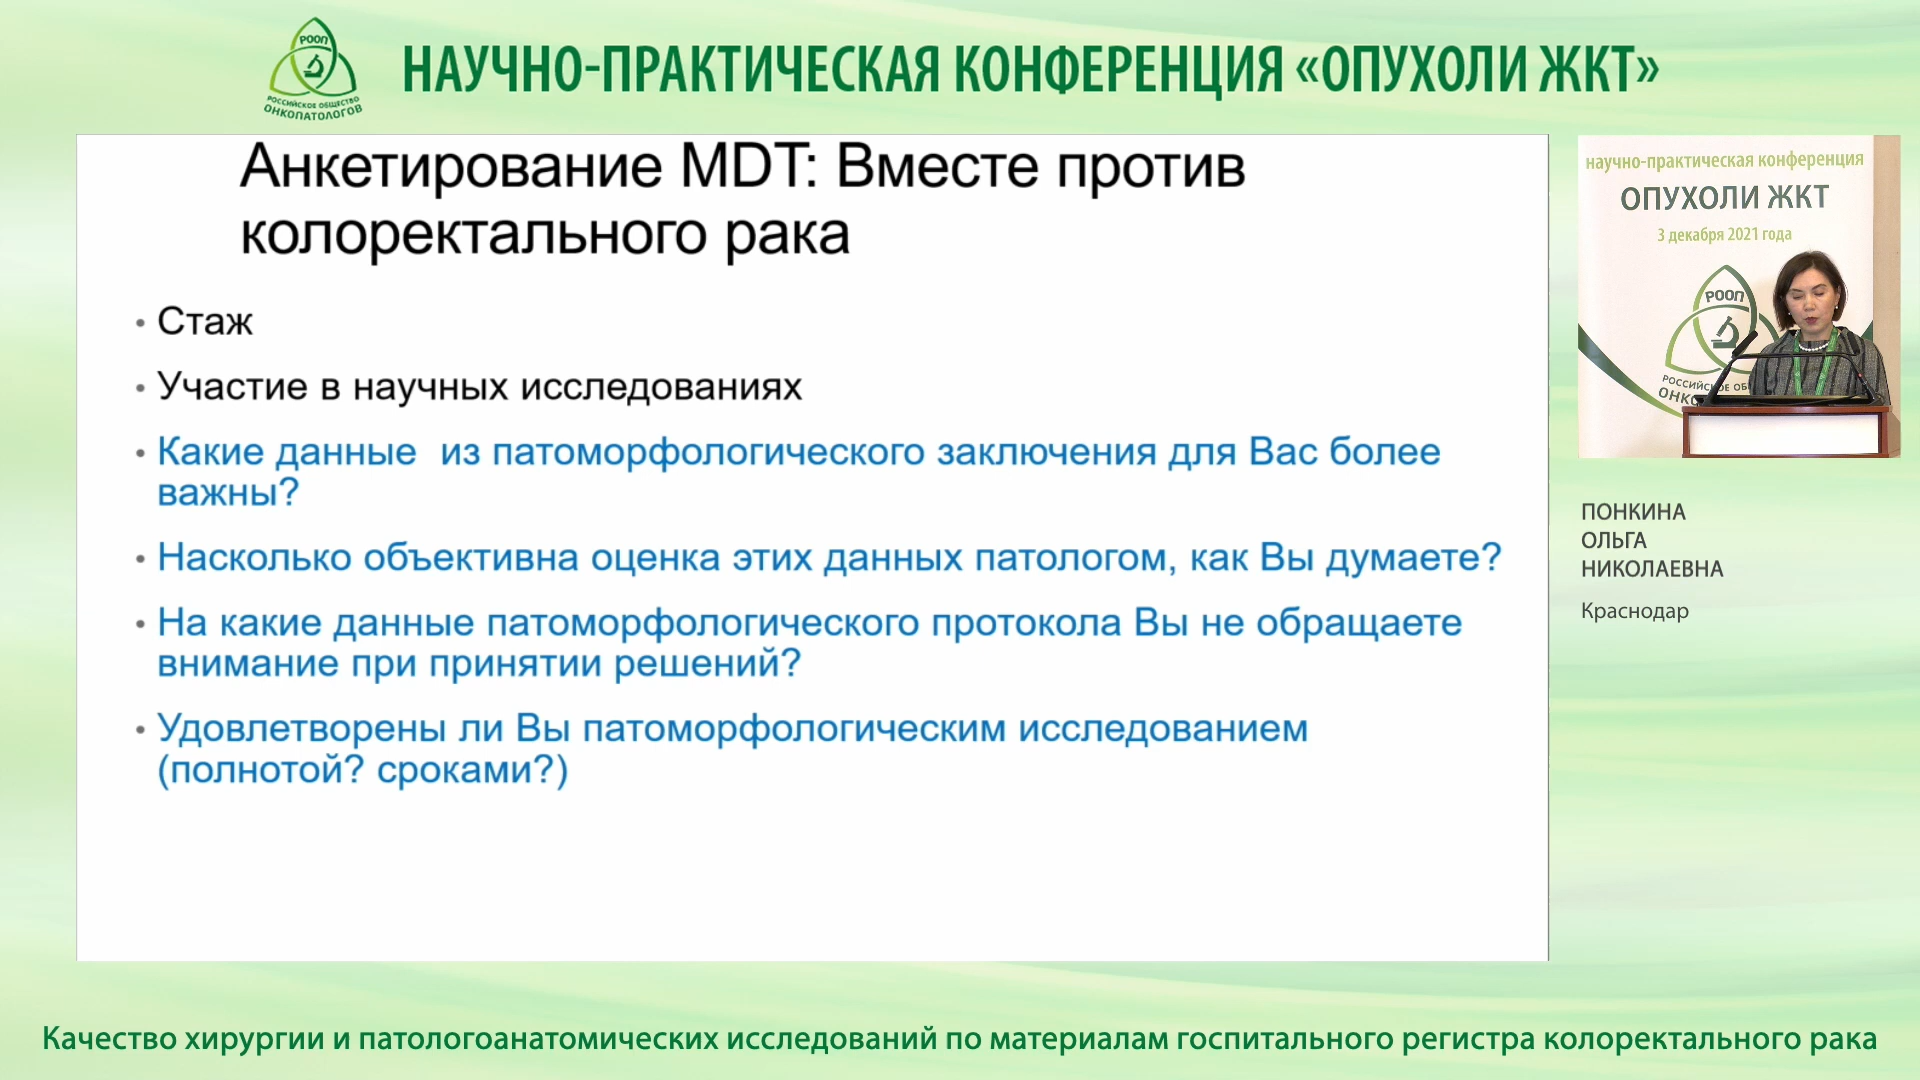 РООП
РОССИЙСКОЕ ОБЩЕСТВО
ОНКОПАТОЛОГОВ
НАУЧНО-ПРАКТИЧЕСКАЯ КОНФЕРЕНЦИЯ «ОПУХОЛИ ЖКТ»
Анкетирование MDT: Вместе против
колоректального рака
• Стаж
• Участие в научных исследованиях
• Какие данные из патоморфологического заключения для Вас более
важны?
• Насколько объективна оценка этих данных патологом, как Вы думаете?
• На какие данные патоморфологического протокола Вы не обращаете
внимание при принятии решений?
• Удовлетворены ли Вы патоморфологическим исследованием
(полнотой? сроками?)
научно-практическая конференция
ОПУХОЛИ ЖКТ
3 декабря 2021 года
РООП
ПОНКИНА
ОЛЬГА
НИКОЛАЕВНА
Краснодар
Качество хирургии и патологоанатомических исследований по материалам госпитального регистра колоректального рака